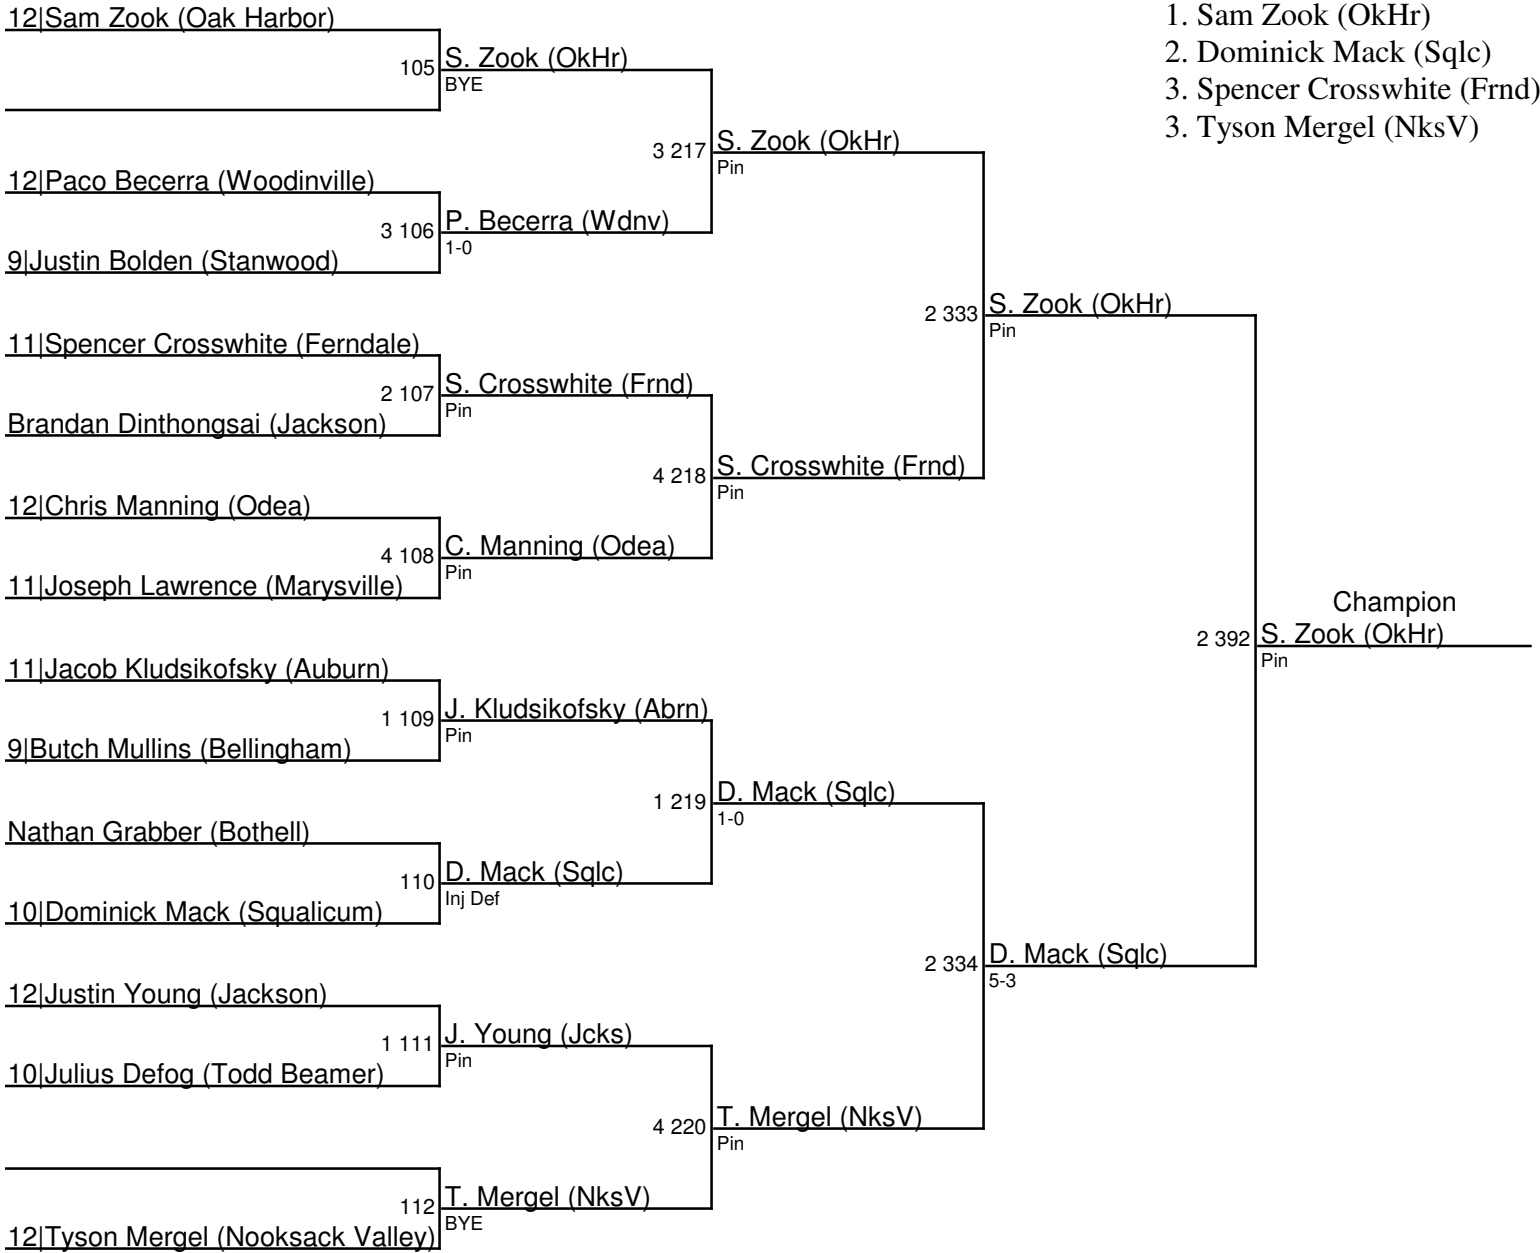 12|Sam Zook (Oak Harbor)
105
S. Zook (OkHr)
BYE
12|Paco Becerra (Woodinville)
3 106
P. Becerra (Wdnv)
1-0
9|Justin Bolden (Stanwood)
3 217
S. Zook (OkHr)
Pin
11|Spencer Crosswhite (Ferndale)
2 107
S. Crosswhite (Frnd)
Pin
Brandan Dinthongsai (Jackson)
4 218
S. Crosswhite (Frnd)
Pin
12|Chris Manning (Odea)
4 108
C. Manning (Odea)
Pin
11|Joseph Lawrence (Marysville)
2 333
S. Zook (OkHr)
Pin
11|Jacob Kludsikofsky (Auburn)
1 109
J. Kludsikofsky (Abrn)
Pin
9|Butch Mullins (Bellingham)
1 219
D. Mack (Sqlc)
1-0
Nathan Grabber (Bothell)
110
D. Mack (Sqlc)
Inj Def
10|Dominick Mack (Squalicum)
2 334
D. Mack (Sqlc)
5-3
12|Justin Young (Jackson)
1 111
J. Young (Jcks)
Pin
10|Julius Defog (Todd Beamer)
4 220
T. Mergel (NksV)
Pin
112
T. Mergel (NksV)
BYE
12|Tyson Mergel (Nooksack Valley)
Champion
2 392
S. Zook (OkHr)
Pin
1. Sam Zook (OkHr)
2. Dominick Mack (Sqlc)
3. Spencer Crosswhite (Frnd)
3. Tyson Mergel (NksV)